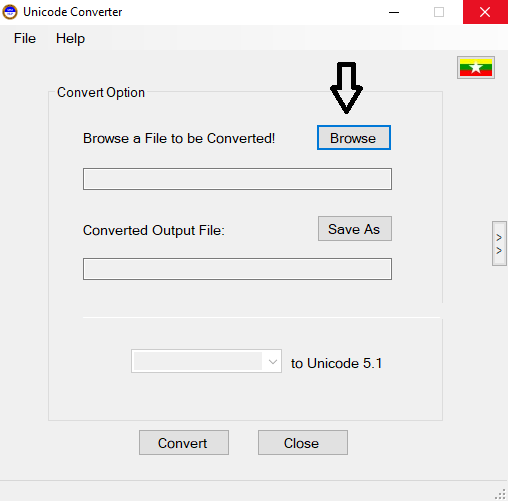 Unicode Converter
File Help
Convert Option
Browse a File to be Converted!
Browse
Converted Output File:
Save As
>
>
to Unicode 5.1
Convert
Close